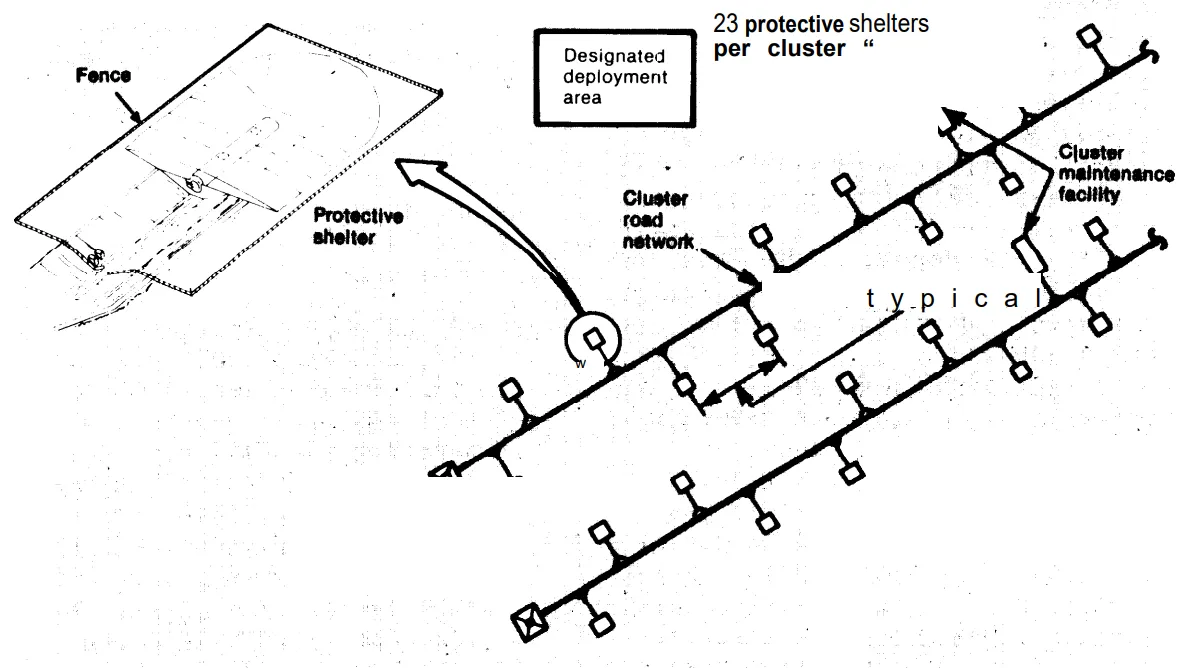 23 protective shelters
per cluster “
Designated
deployment
area
Fence
Protective
shelter
Cluster
road
network
Cluster
maintenance
facility
typical
w